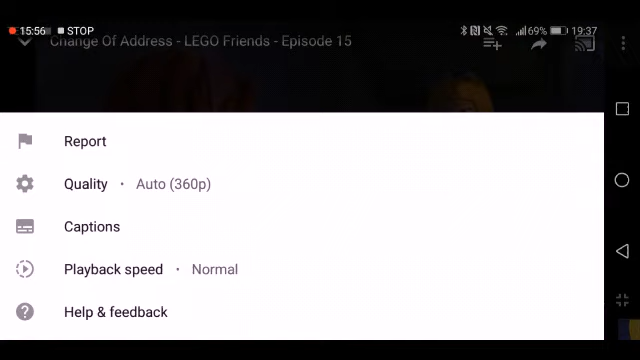 15:56 STOP
69% 19:37
Change Of Address - LEGO Friends - Episode 15
Report
Quality · Auto (360p)
Captions
Playback speed · Normal
Help & feedback